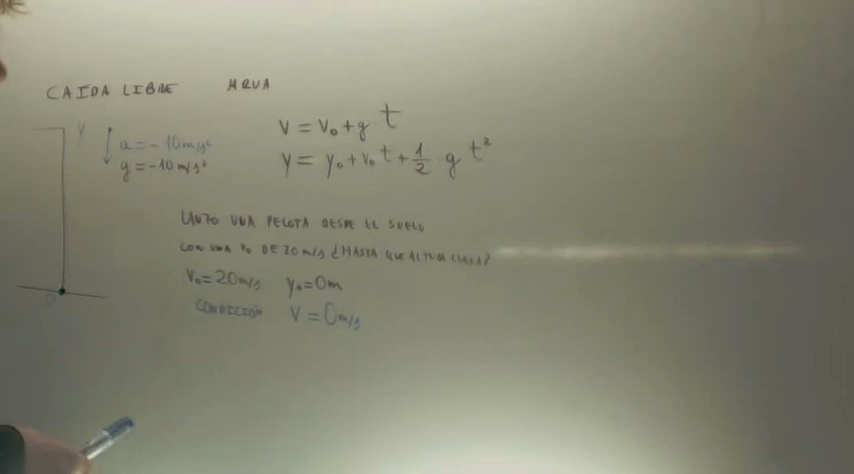 CAIDA LIBRE MRUA
Y
a = - 10 m/s²
g = - 10 m/s²
V = V₀ + g t
Y = Y₀ + V₀ t + 1/2 g t²
LANZO UNA PELOTA DESDE EL SUELO
CON UNA V₀ DE 20 m/s ¿HASTA QUE ALTURA LLEGA?
V₀ = 20 m/s Y₀ = 0m
CONDICIÓN V = 0 m/s
0